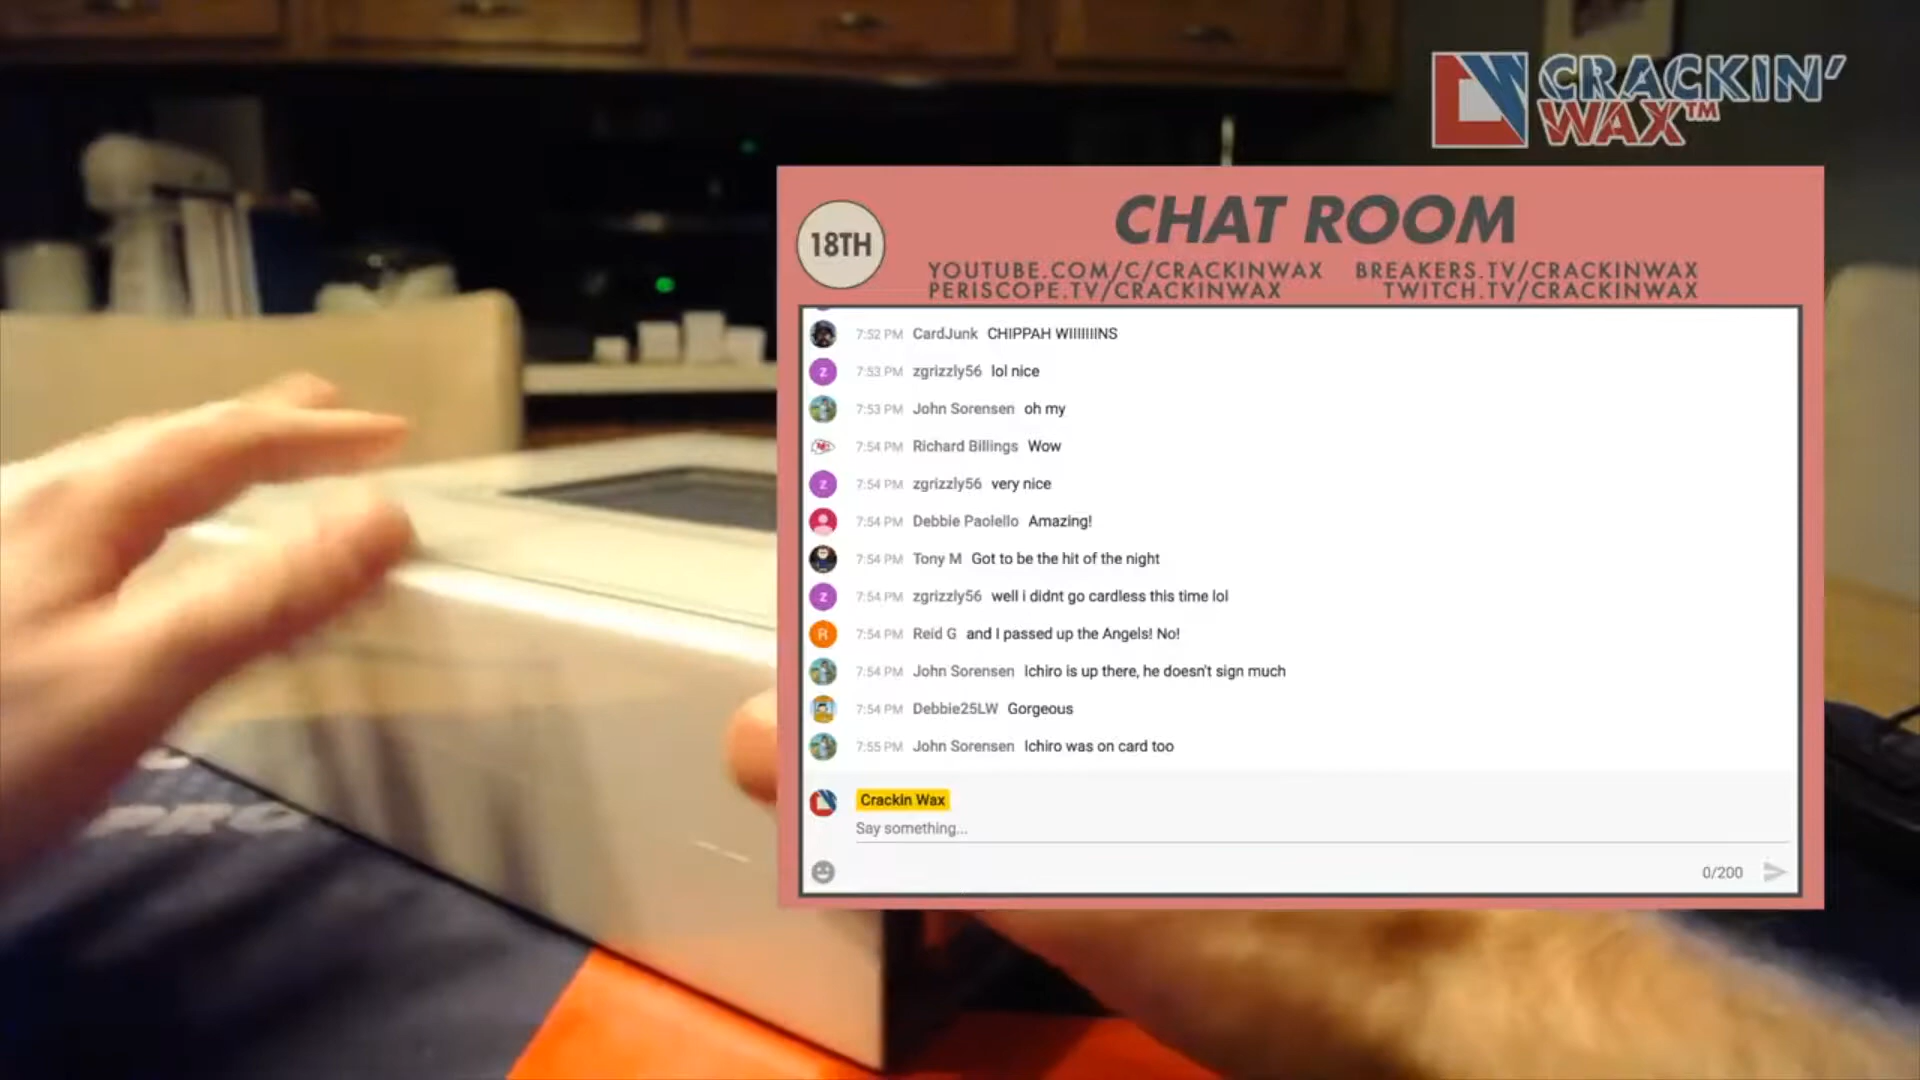 CRACKIN'
WAX™
18TH
CHAT ROOM
YOUTUBE.COM/C/CRACKINWAX BREAKERS.TV/CRACKINWAX
PERISCOPE.TV/CRACKINWAX TWITCH.TV/CRACKINWAX
7:52 PM CardJunk CHIPPAH WIIIIIIINS
Z 7:53 PM zgrizzly56 lol nice
7:53 PM John Sorensen oh my
7:54 PM Richard Billings Wow
Z 7:54 PM zgrizzly56 very nice
7:54 PM Debbie Paolello Amazing!
7:54 PM Tony M Got to be the hit of the night
Z 7:54 PM zgrizzly56 well i didnt go cardless this time lol
R 7:54 PM Reid G and I passed up the Angels! No!
7:54 PM John Sorensen Ichiro is up there, he doesn't sign much
7:54 PM Debbie25LW Gorgeous
7:55 PM John Sorensen Ichiro was on card too
Crackin Wax
Say something...
0/200